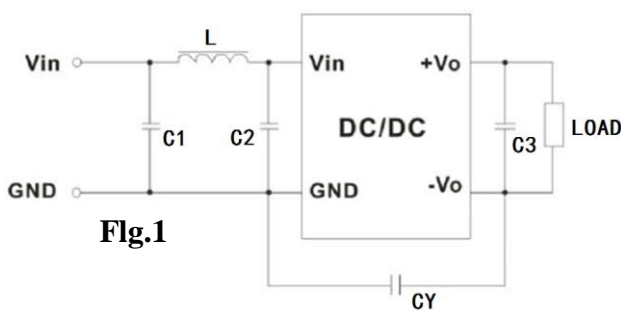 L
Vin
Vin
+Vo
C1
C2
DC/DC
C3
LOAD
GND
GND
-Vo
Flg.1
CY